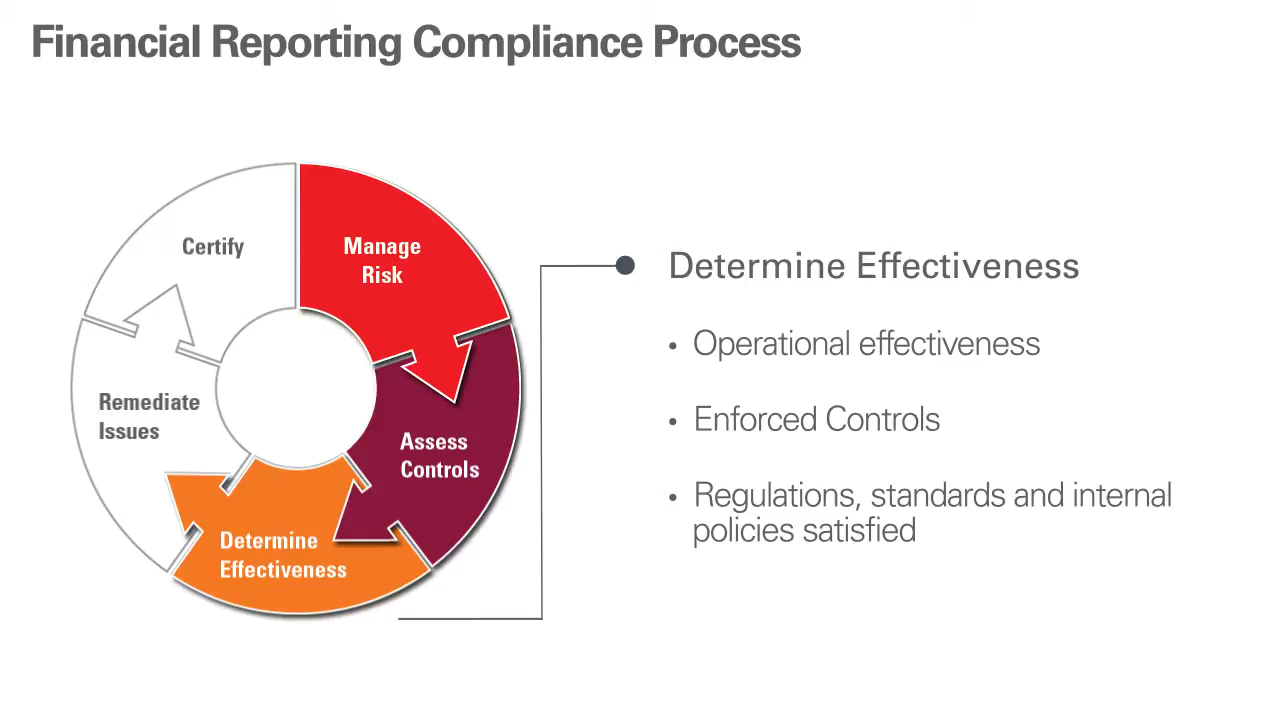 Financial Reporting Compliance Process
Certify
Manage
Risk
Remediate
Issues
Assess
Controls
Determine
Effectiveness
Determine Effectiveness
• Operational effectiveness
• Enforced Controls
• Regulations, standards and internal
policies satisfied